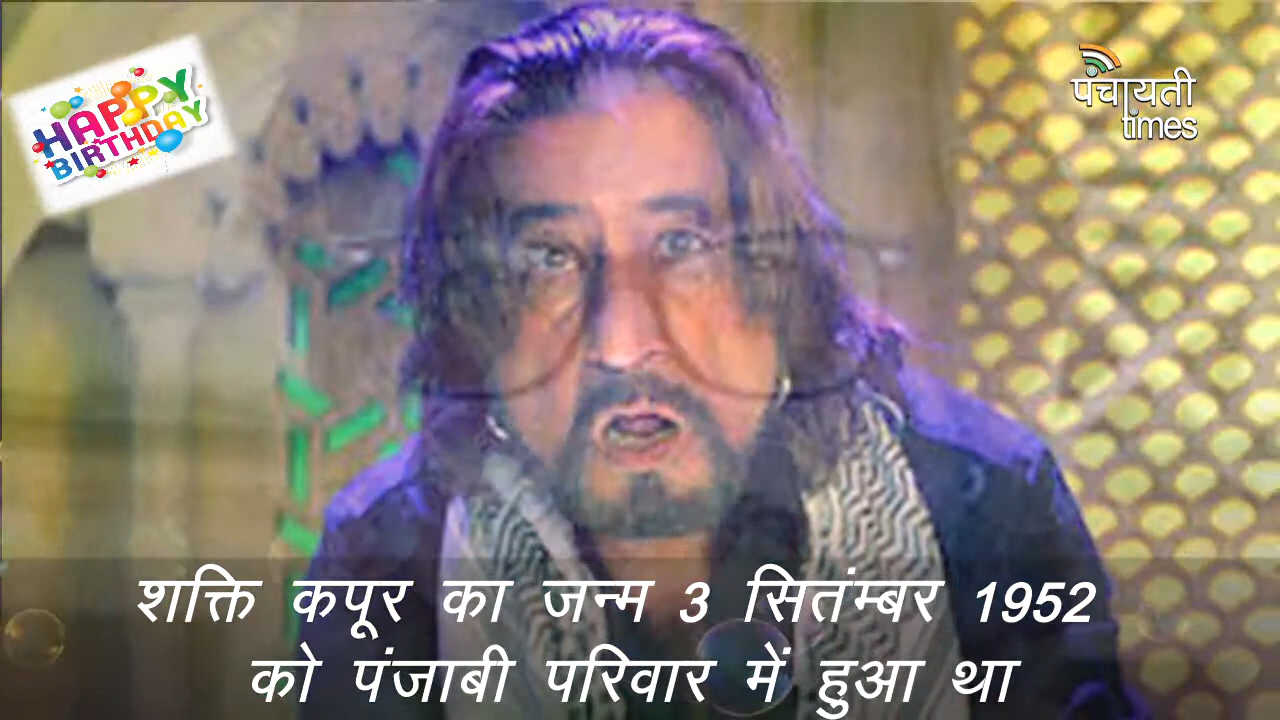 HAPPY
BIRTHDAY
पंचायती
times
शक्ति कपूर का जन्म 3 सितंम्बर 1952
को पंजाबी परिवार में हुआ था